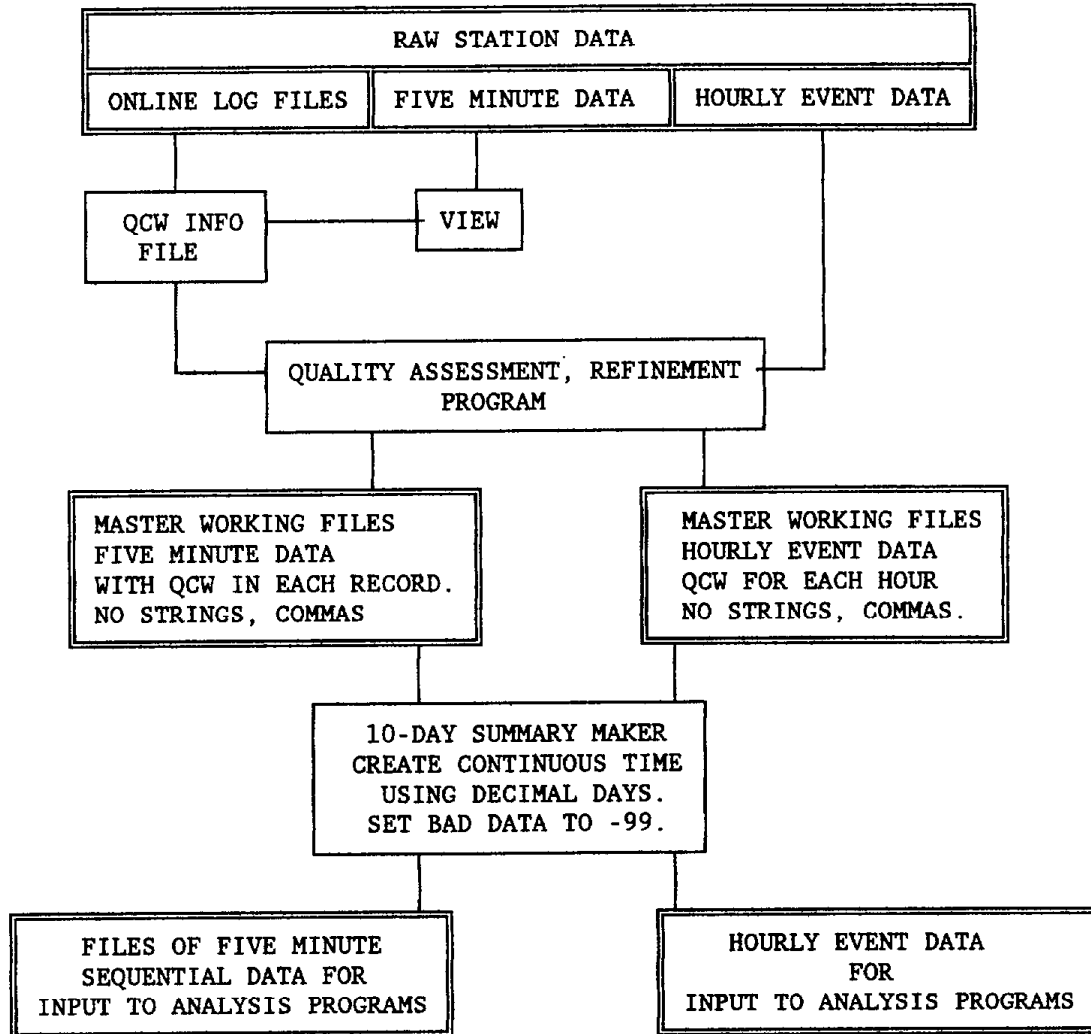 RAW STATION DATA
ONLINE LOG FILES
FIVE MINUTE DATA
HOURLY EVENT DATA
QCW INFO
FILE
VIEW
QUALITY ASSESSMENT, REFINEMENT
PROGRAM
MASTER WORKING FILES
FIVE MINUTE DATA
WITH QCW IN EACH RECORD.
NO STRINGS, COMMAS
MASTER WORKING FILES
HOURLY EVENT DATA
QCW FOR EACH HOUR
NO STRINGS, COMMAS.
10-DAY SUMMARY MAKER
CREATE CONTINUOUS TIME
USING DECIMAL DAYS.
SET BAD DATA TO -99.
FILES OF FIVE MINUTE
SEQUENTIAL DATA FOR
INPUT TO ANALYSIS PROGRAMS
HOURLY EVENT DATA
FOR
INPUT TO ANALYSIS PROGRAMS